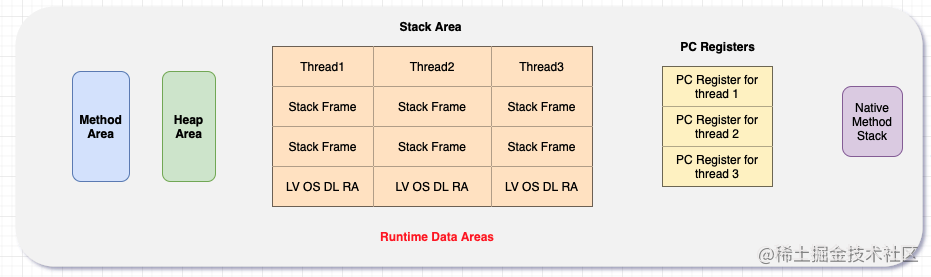 Stack Area
PC Registers
Method
Area
Heap
Area
Thread1
Thread2
Thread3
Stack Frame
Stack Frame
Stack Frame
Stack Frame
Stack Frame
Stack Frame
LV OS DL RA
LV OS DL RA
LV OS DL RA
PC Register for
thread 1
PC Register for
thread 2
PC Register for
thread 3
Native
Method
Stack
Runtime Data Areas
@稀土掘金技术社区